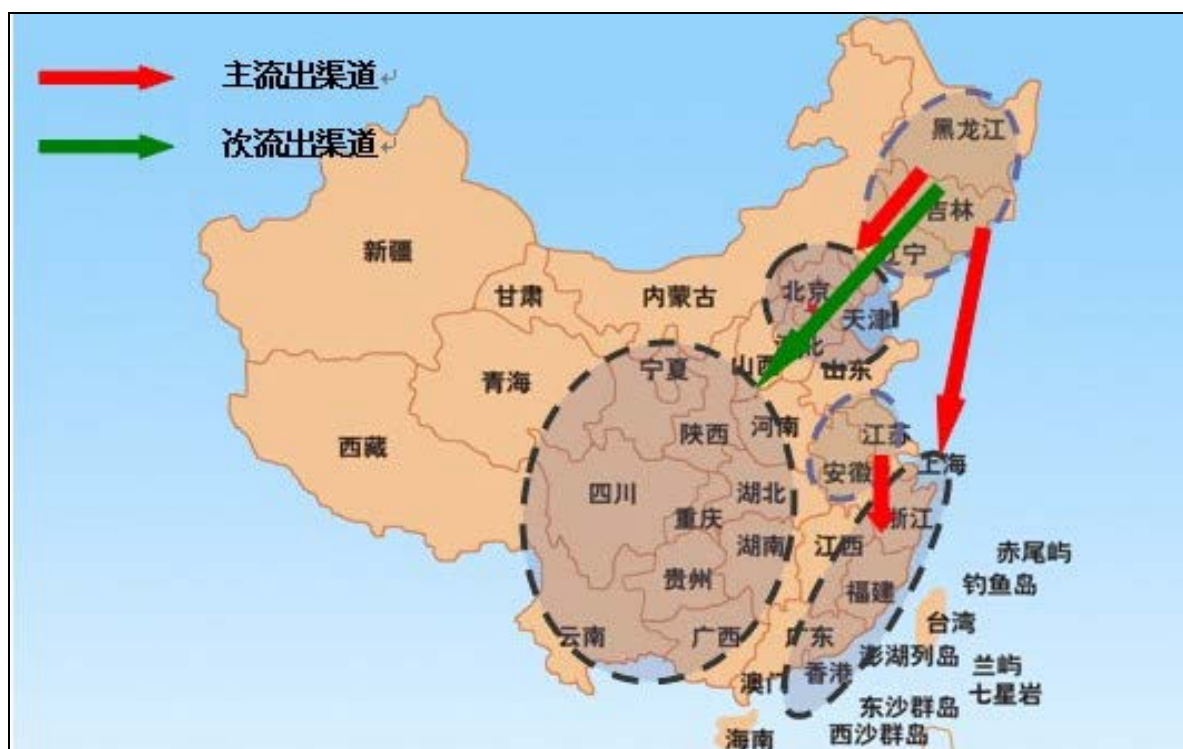 主流出渠道↵
次流出渠道↵
黑龙江
吉林
辽宁
新疆
甘肃
内蒙古
北京
天津
河北
宁夏
山西
山东
青海
陕西
河南
江苏
西藏
安徽
上海
四川
湖北
重庆
浙江
湖南
江西
赤尾屿
贵州
福建
钓鱼岛
台湾
云南
广西
广东
澎湖列岛
兰屿
香港
澳门
七星岩
东沙群岛
海南
西沙群岛